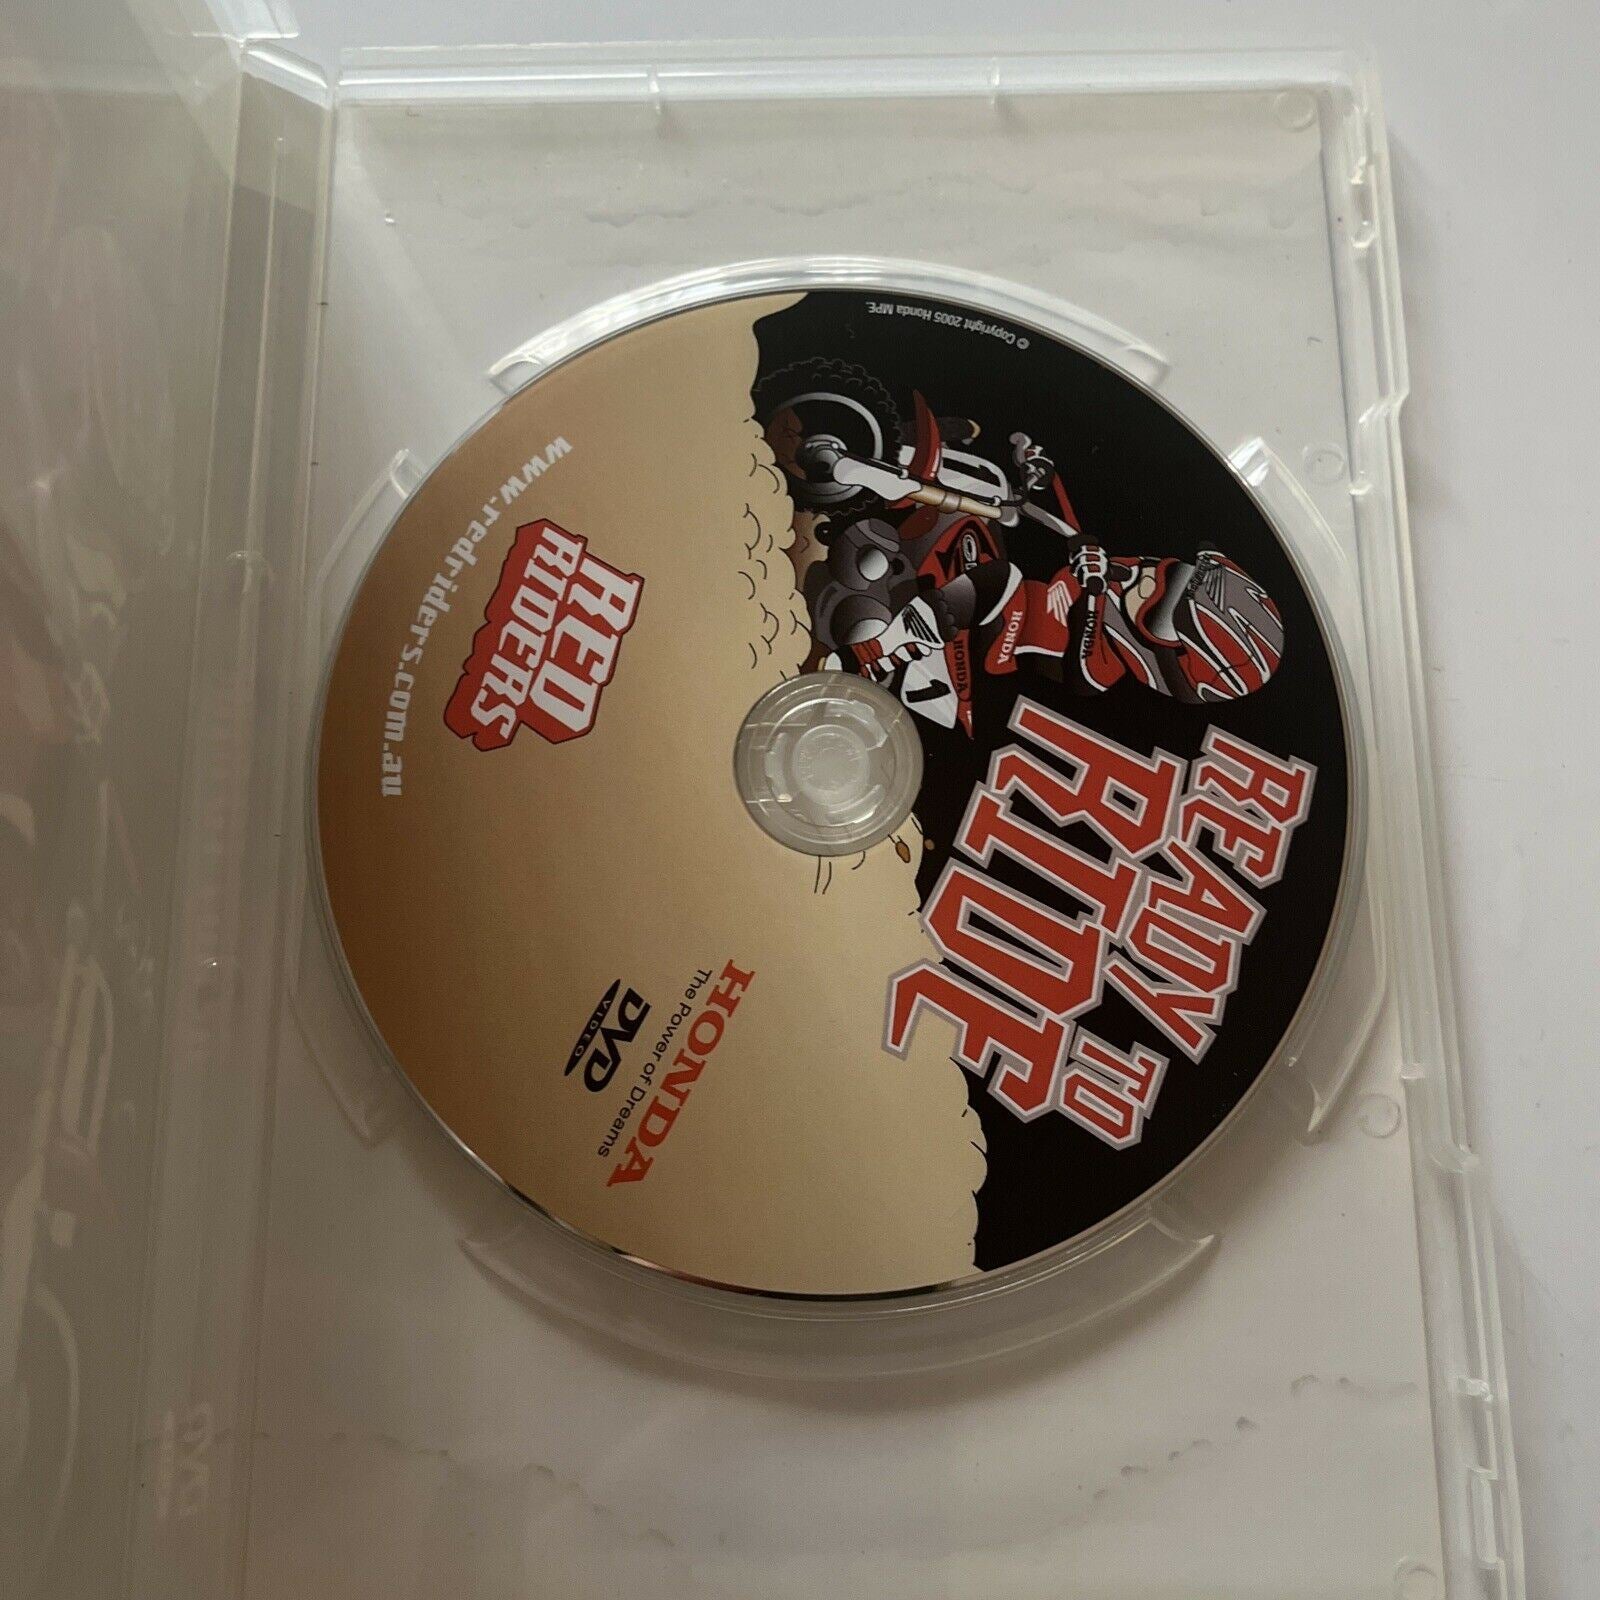 © Copyright 2005 Honda MPE.
1
HONDA
HONDA
HONDA
1
READY TO
RIDE
RED
RIDERS
www.redriders.com.au
HONDA
The Power of Dreams
DVD
VIDEO